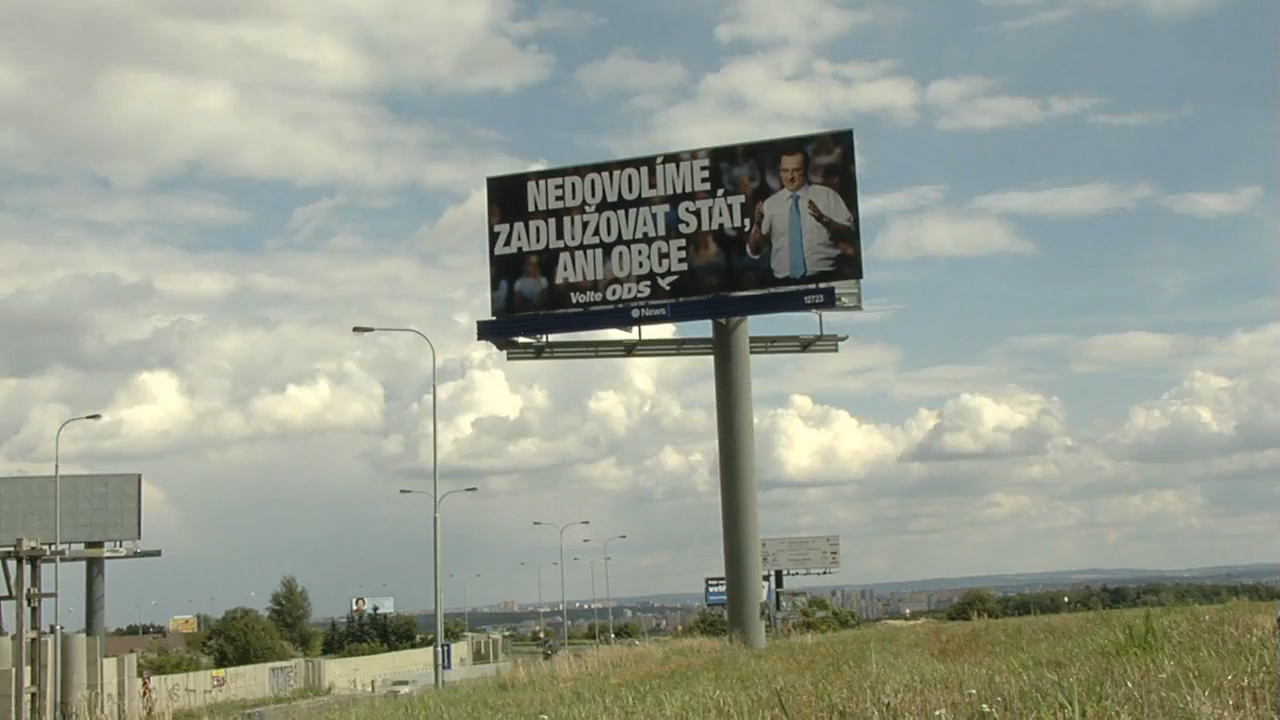 NEDOVOLÍME
ZADLUŽOVAT STÁT,
ANI OBCE
Volte ODS
News
12723